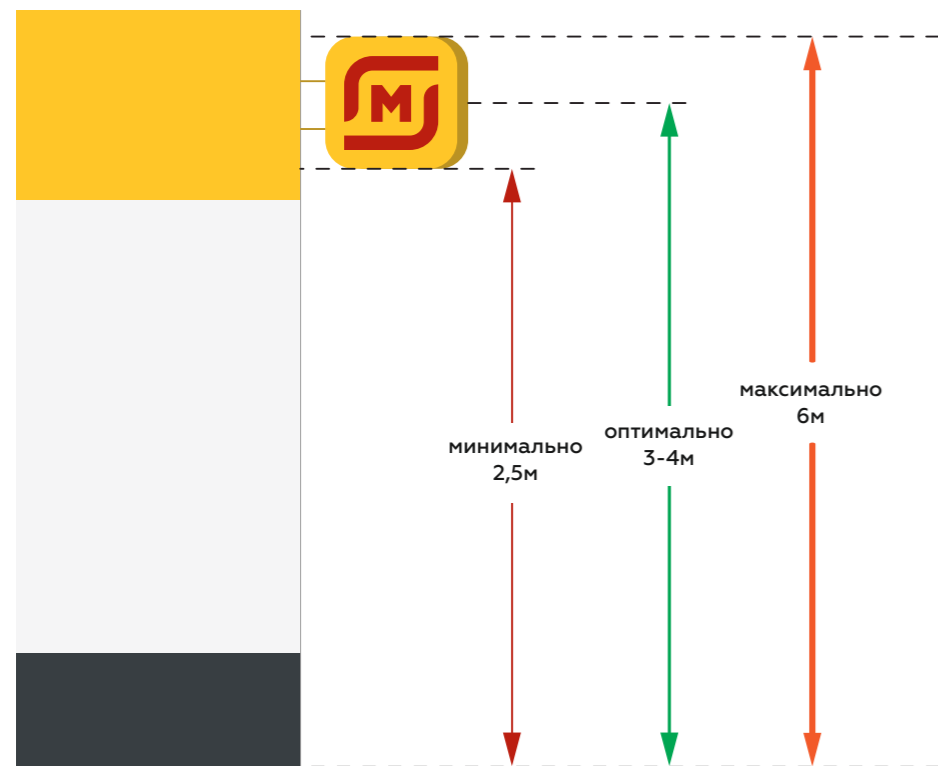 М
минимально
2,5м
оптимально
3-4м
максимально
6м